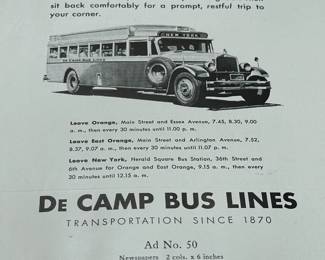 sit back comfortably for a prompt, restful trip to
your corner.
NEW YORK
DE CAMP BUS LINES
Leave Orange, Main Street and Essex Avenue, 7.45, 8.30, 9.00
a. m., then every 30 minutes until 11.00 p. m.
Leave East Orange, Main Street and Arlington Avenue, 7.52,
8.37, 9.07 a. m., then every 30 minutes until 11.07 p. m.
Leave New York, Herald Square Bus Station, 36th Street and
6th Avenue for Orange and East Orange, 9.15 a. m., then every
30 minutes until 12.15 a. m.
DE CAMP BUS LINES
TRANSPORTATION SINCE 1870
Ad No. 50
Newspapers 2 cols. x 6 inches